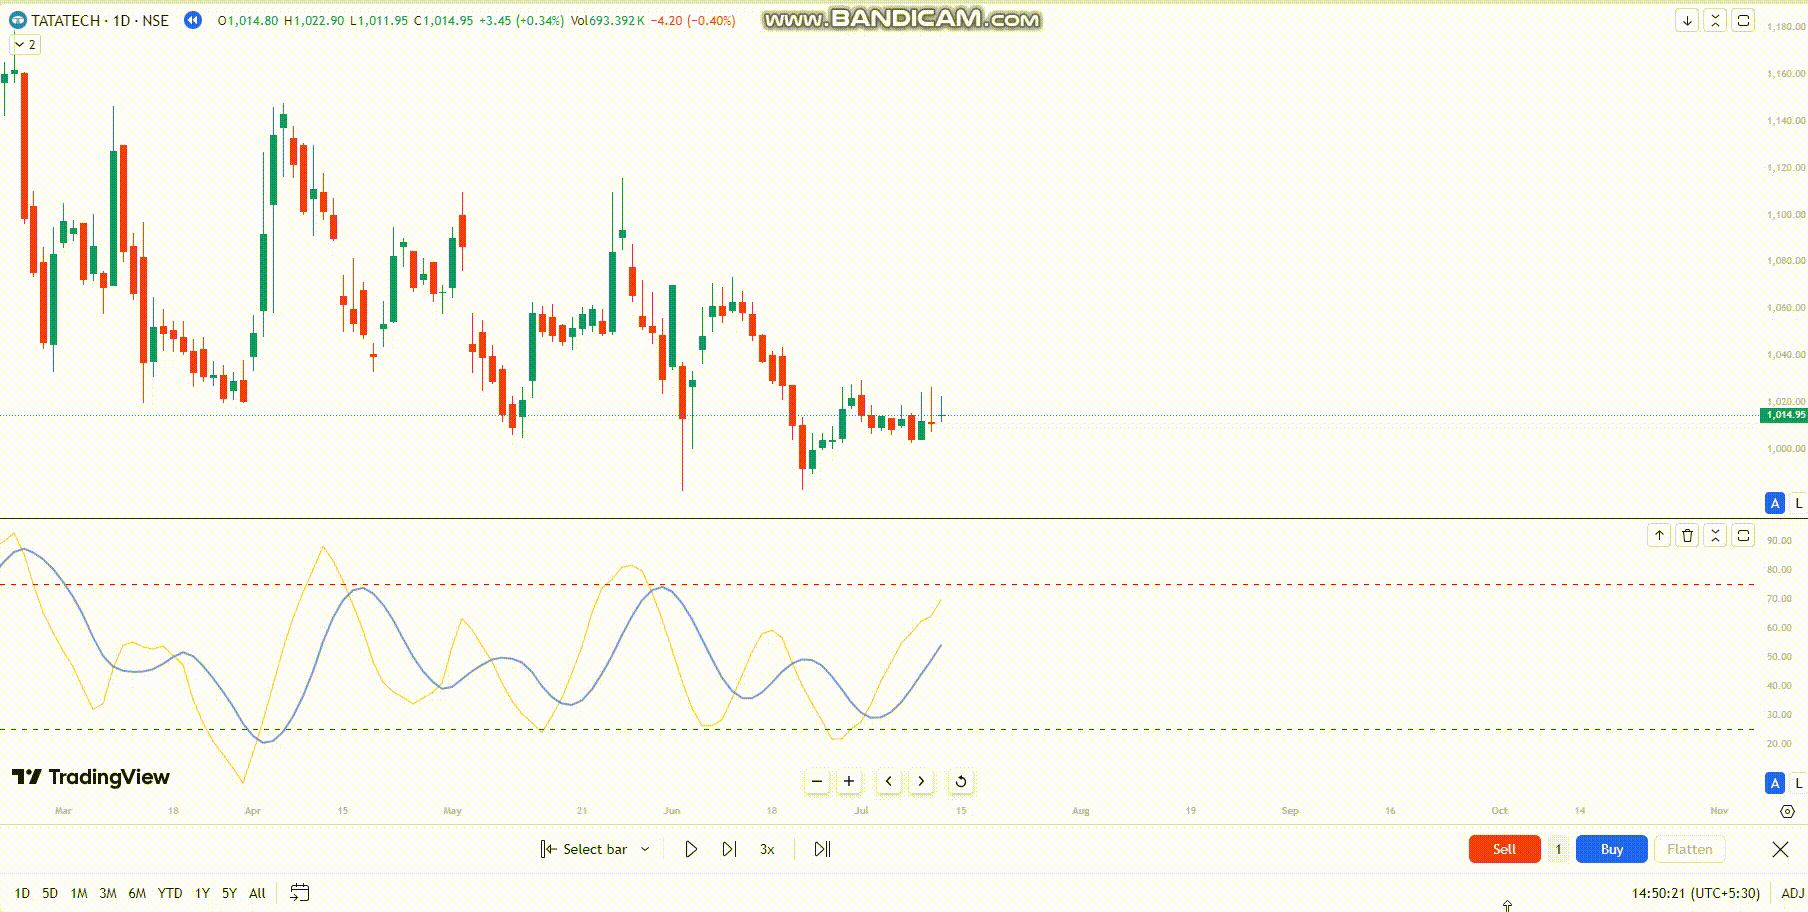 TATATECH · 1D · NSE O1,014.80 H1,022.90 L1,011.95 C1,014.95 +3.45 (+0.34%) Vol693.392K −4.20 (−0.40%)
www.BANDICAM.com
2
1,180.00
1,160.00
1,140.00
1,120.00
1,100.00
1,080.00
1,060.00
1,040.00
1,020.00
1,014.95
1,000.00
A L
90.00
80.00
70.00
60.00
50.00
40.00
30.00
20.00
TradingView
A L
Mar 18 Apr 15 May 21 Jun 18 Jul 15 Aug 19 Sep 16 Oct 14 Nov
Select bar 3x Sell 1 Buy Flatten
1D 5D 1M 3M 6M YTD 1Y 5Y All 14:50:21 (UTC+5:30) ADJ